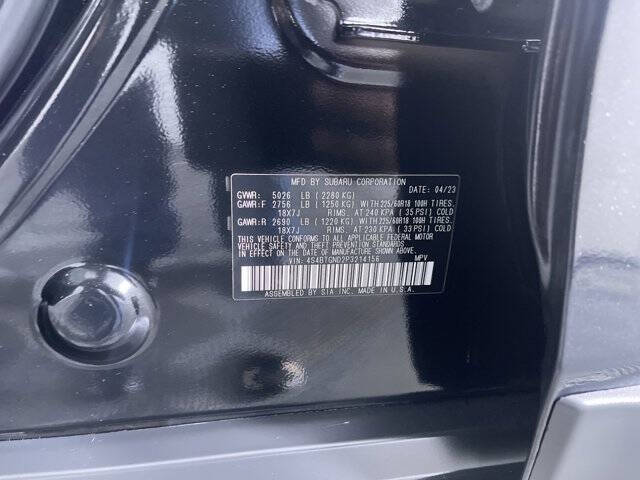 MFD BY SUBARU CORPORATION
GVWR: 5026 LB ( 2280 KG) DATE: 04/23
GAWR:F 2756 LB ( 1250 KG) WITH 225/60R18 100H TIRES.
18X7J RIMS. AT 240 KPA ( 35 PSI) COLD
GAWR:R 2690 LB ( 1220 KG) WITH 225/60R18 100H TIRES.
18X7J RIMS. AT 230 KPA ( 33 PSI) COLD
THIS VEHICLE CONFORMS TO ALL APPLICABLE FEDERAL MOTOR
VEHICLE SAFETY, BUMPER, AND THEFT PREVENTION STANDARDS
IN EFFECT ON THE DATE OF MANUFACTURE SHOWN ABOVE.
VIN: 4S4BTGND2P3214156 MPV
ASSEMBLED BY SIA INC. MADE IN U.S.A.